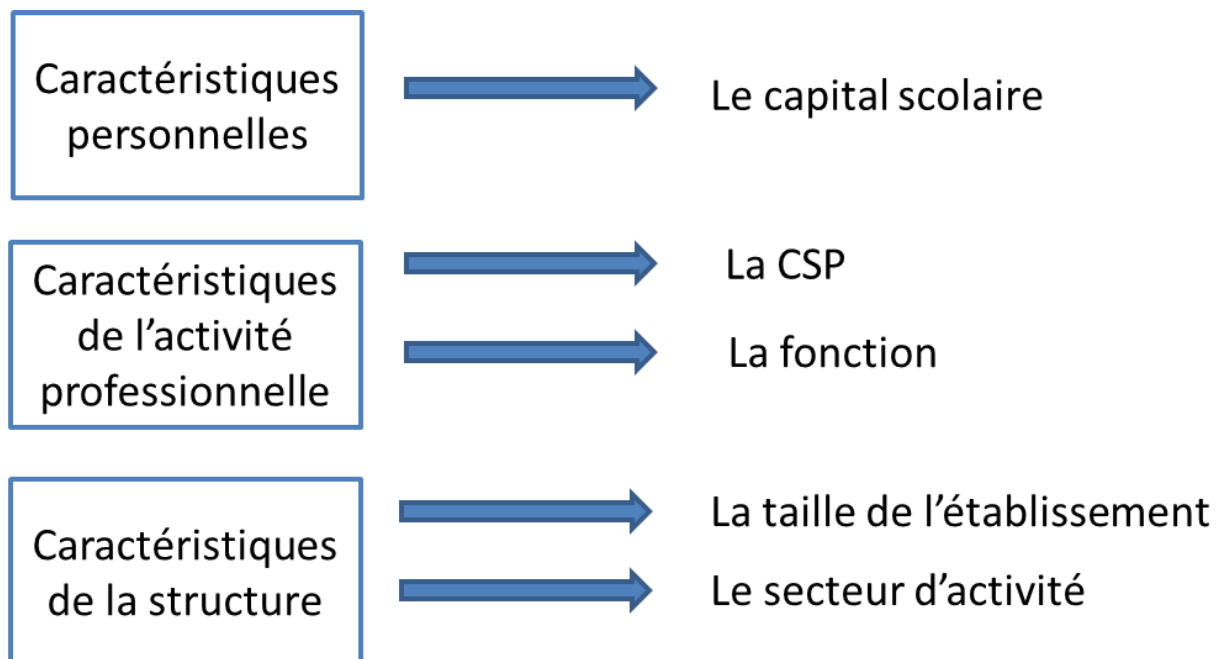 Caractéristiques
personnelles
Le capital scolaire
Caractéristiques
de l’activité
professionnelle
La CSP
La fonction
Caractéristiques
de la structure
La taille de l’établissement
Le secteur d’activité